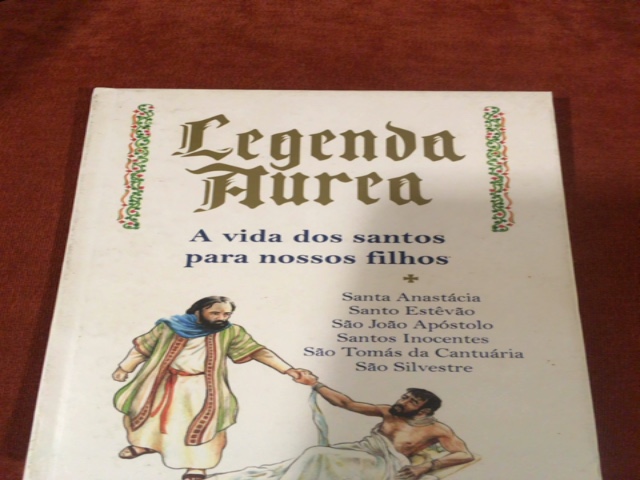 Legenda
Aurea
A vida dos santos
para nossos filhos
Santa Anastácia
Santo Estêvão
São João Apóstolo
Santos Inocentes
São Tomás da Cantuária
São Silvestre